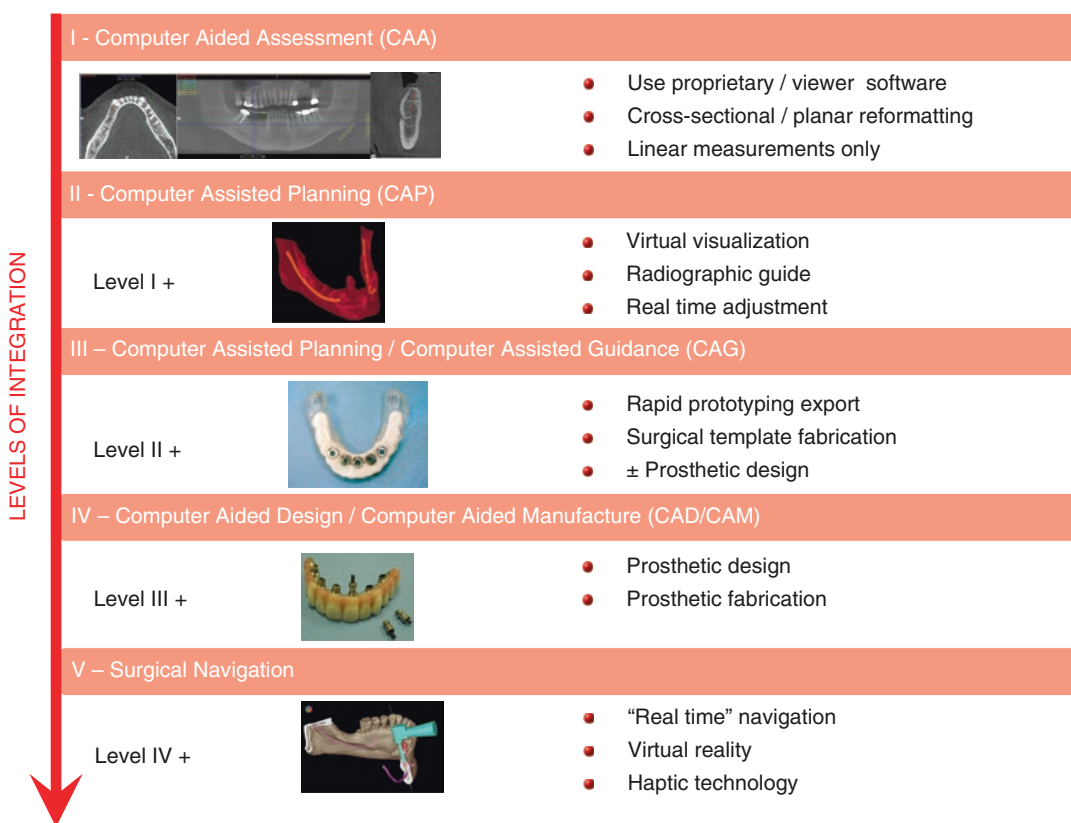 LEVELS OF INTEGRATION
I - Computer Aided Assessment (CAA)
Use proprietary / viewer software
Cross-sectional / planar reformatting
Linear measurements only
II - Computer Assisted Planning (CAP)
Level I +
Virtual visualization
Radiographic guide
Real time adjustment
III – Computer Assisted Planning / Computer Assisted Guidance (CAG)
Level II +
Rapid prototyping export
Surgical template fabrication
± Prosthetic design
IV – Computer Aided Design / Computer Aided Manufacture (CAD/CAM)
Level III +
Prosthetic design
Prosthetic fabrication
V – Surgical Navigation
Level IV +
“Real time” navigation
Virtual reality
Haptic technology